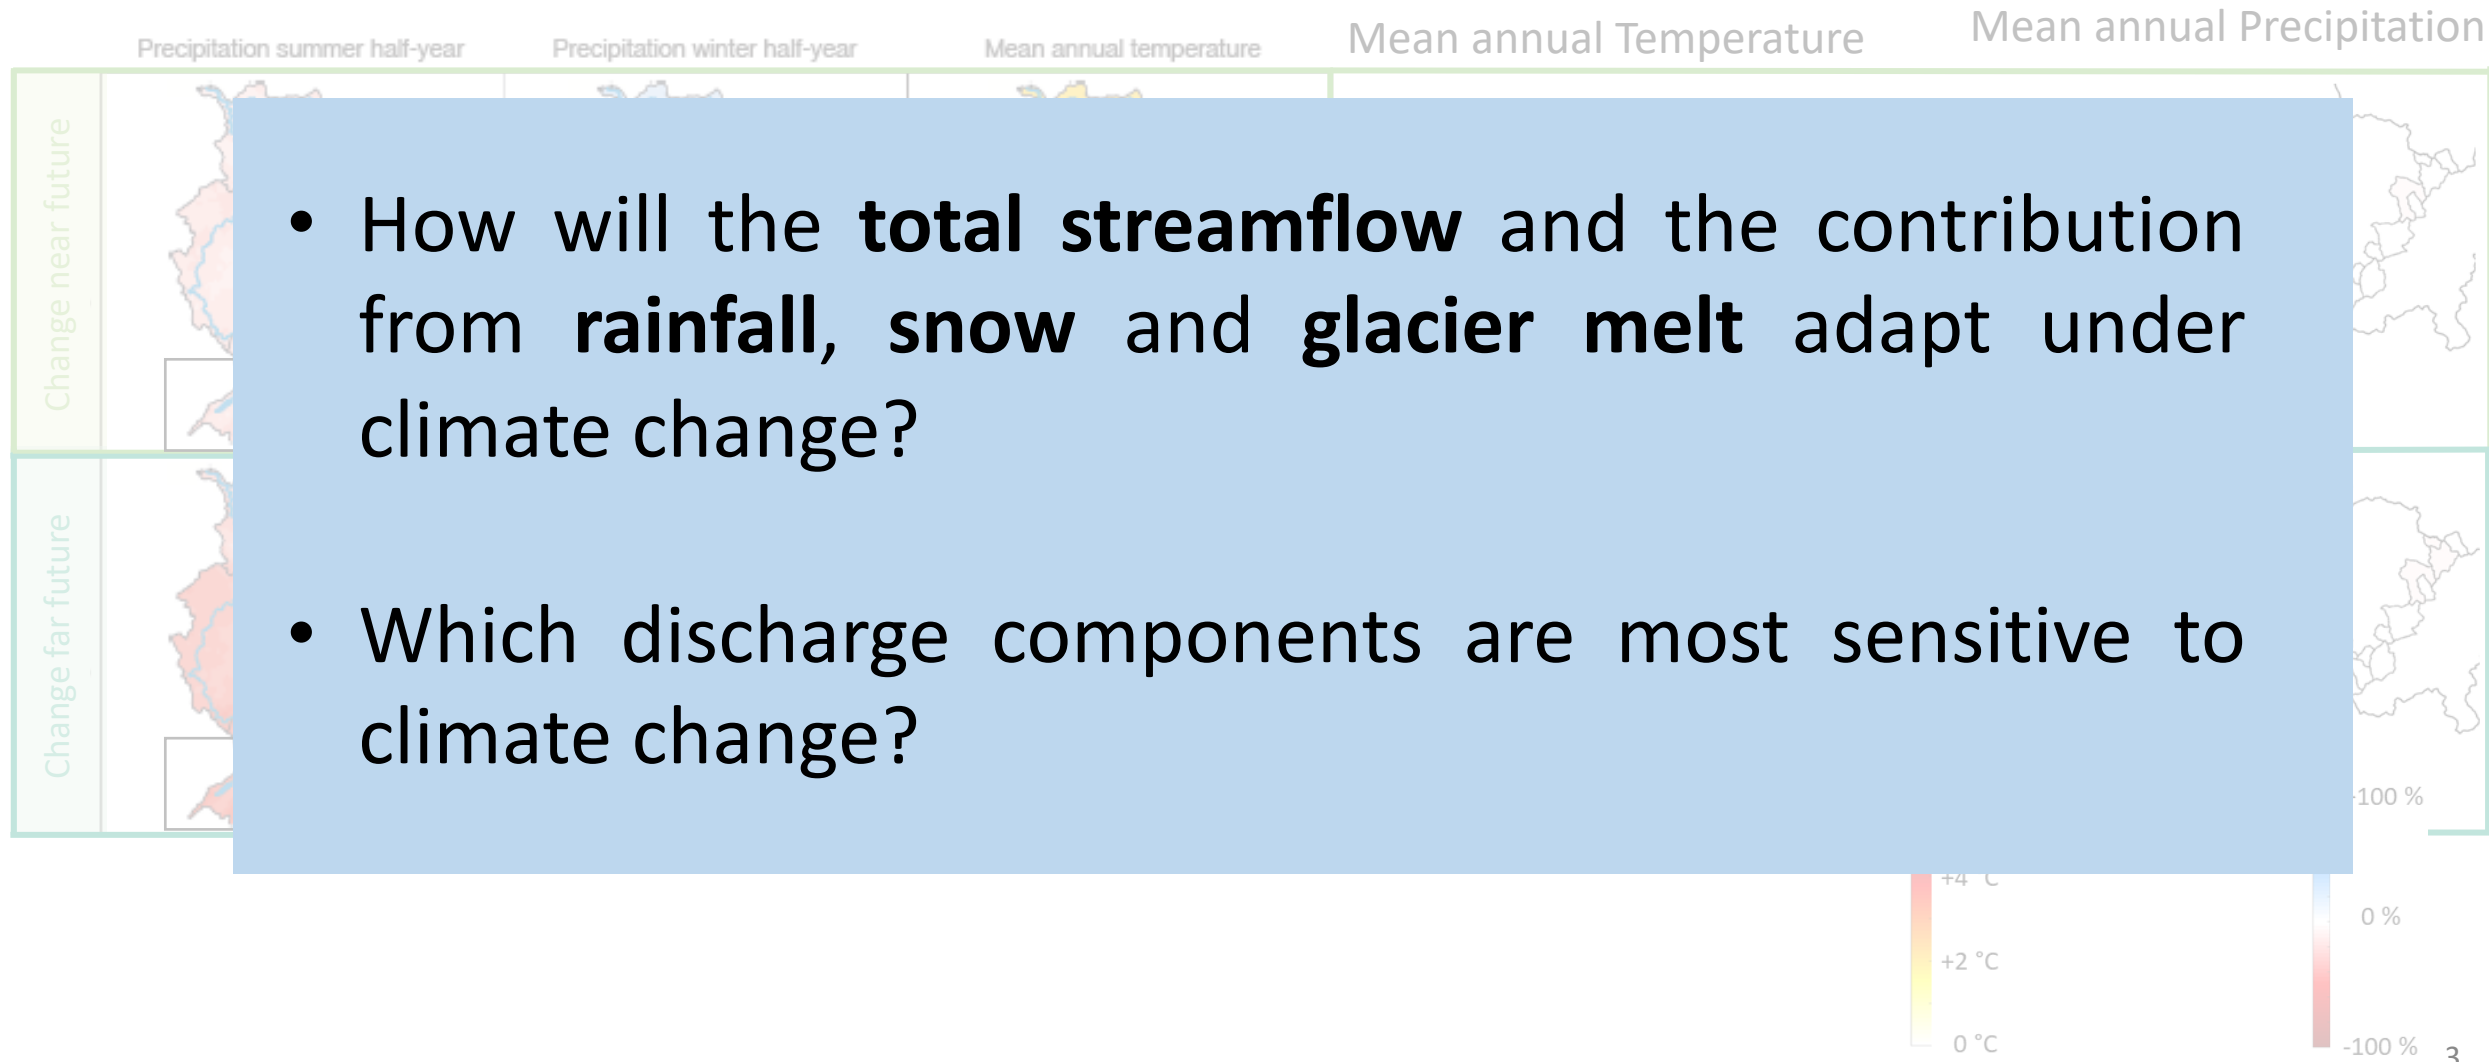 Precipitation summer half-year Precipitation winter half-year Mean annual temperature Mean annual Temperature Mean annual Precipitation
Change near future
• How will the total streamflow and the contribution
from rainfall, snow and glacier melt adapt under
climate change?
Change far future
• Which discharge components are most sensitive to
climate change?
-100 %
+4 °C
0 %
+2 °C
0 °C
-100 %
3